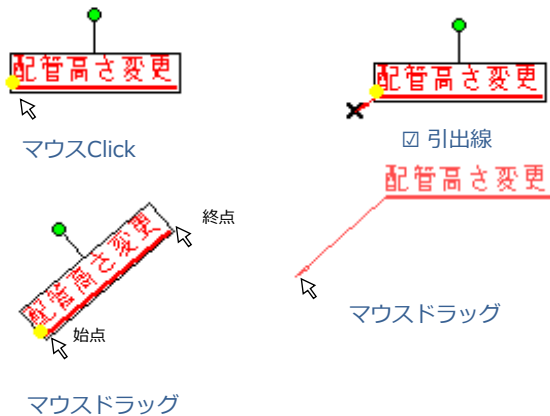 配管高さ変更
マウスClick
配管高さ変更
☑ 引出線
配管高さ変更
マウスドラッグ
配管高さ変更
終点
始点
マウスドラッグ